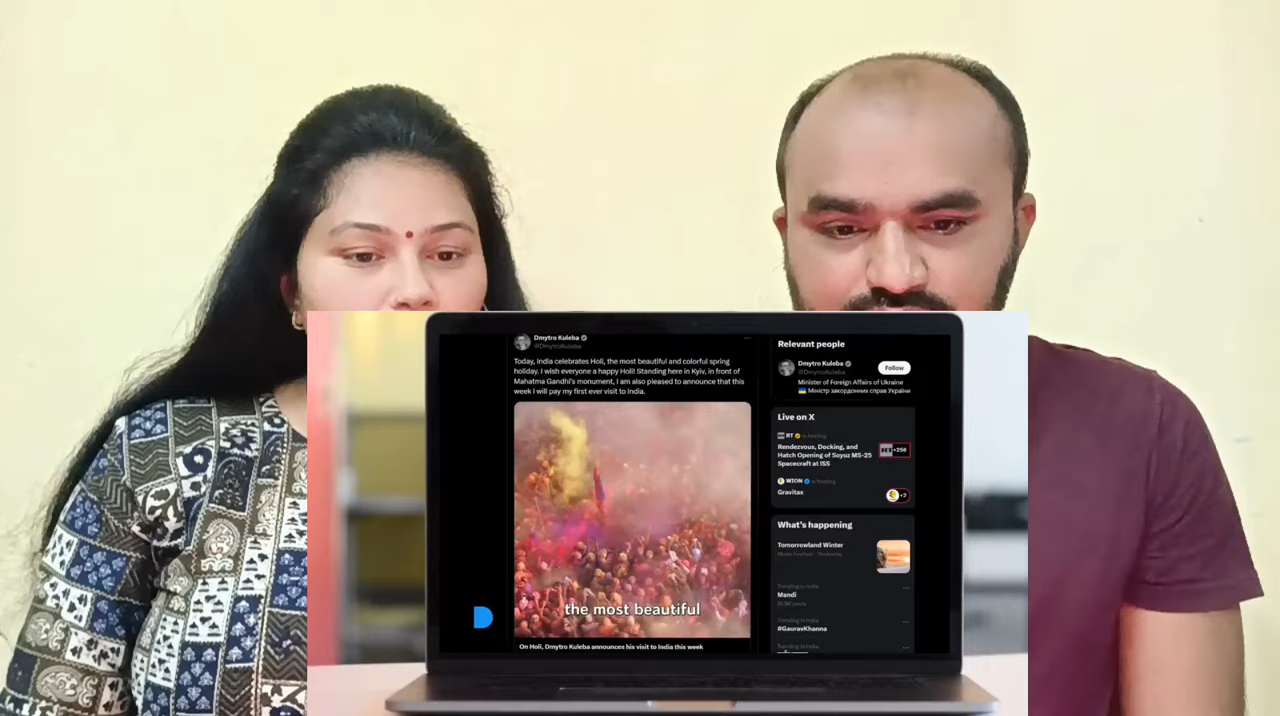 Dmytro Kuleba
@DmytroKuleba
Today, India celebrates Holi, the most beautiful and colorful spring
holiday. I wish everyone a happy Holi! Standing here in Kyiv, in front of
Mahatma Gandhi's monument, I am also pleased to announce that this
week I will pay my first ever visit to India.
the most beautiful
On Holi, Dmytro Kuleba announces his visit to India this week
Relevant people
Dmytro Kuleba
@DmytroKuleba
Follow
Minister of Foreign Affairs of Ukraine
Міністр закордонних справ України
Live on X
RT is hosting
Rendezvous, Docking, and
Hatch Opening of Soyuz MS-25
Spacecraft at ISS
+256
WION is hosting
Gravitas
+2
What's happening
Tomorrowland Winter
Music Festival · Yesterday
Trending in India
Mandi
Trending in India
#GauravKhanna
Trending in India